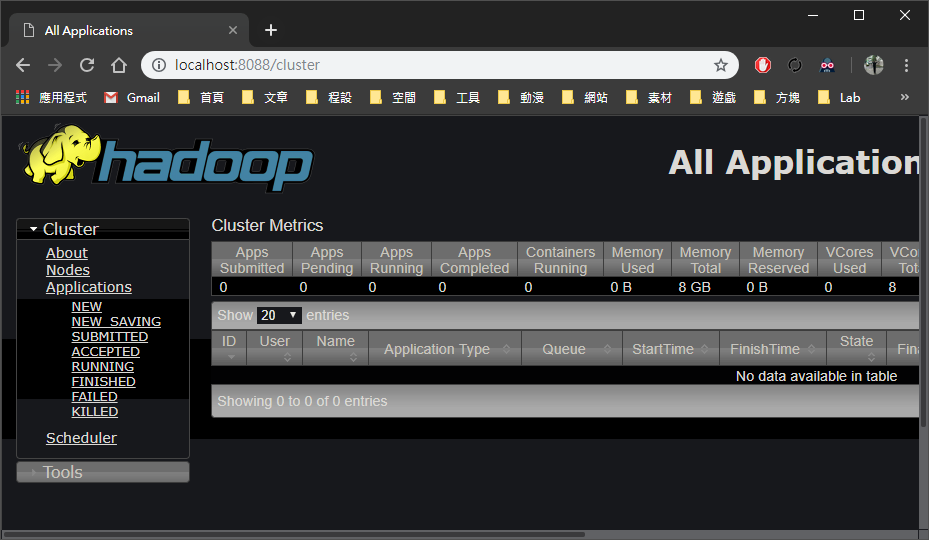 All Applications
localhost:8088/cluster
應用程式 Gmail 首頁 文章 程設 空間 工具 動漫 網站 素材 遊戲 方塊 Lab »
hadoop
All Application
Cluster
About
Nodes
Applications
NEW
NEW_SAVING
SUBMITTED
ACCEPTED
RUNNING
FINISHED
FAILED
KILLED
Scheduler
Tools
Cluster Metrics
Apps Submitted Apps Pending Apps Running Apps Completed Containers Running Memory Used Memory Total Memory Reserved VCores Used VCo Tota
0 0 0 0 0 0 B 8 GB 0 B 0 8
Show 20 entries
ID User Name Application Type Queue StartTime FinishTime State Fina
No data available in table
Showing 0 to 0 of 0 entries